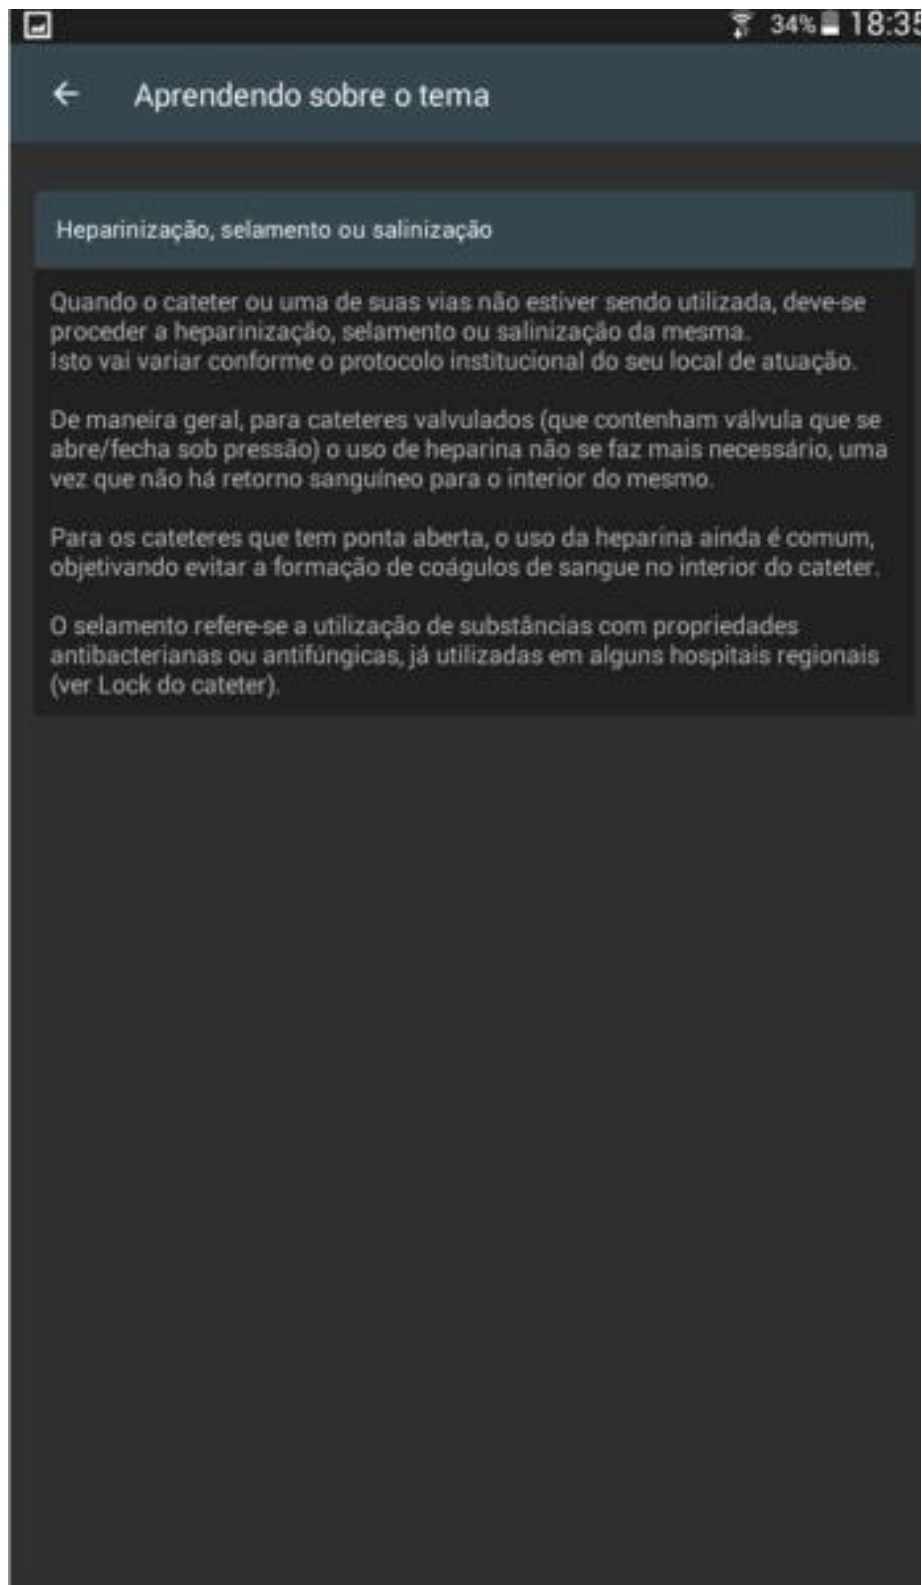 34% 18:35
Aprendendo sobre o tema
Heparinização, selamento ou salinização
Quando o cateter ou uma de suas vias não estiver sendo utilizada, deve-se
proceder a heparinização, selamento ou salinização da mesma.
Isto vai variar conforme o protocolo institucional do seu local de atuação.
De maneira geral, para cateteres valvulados (que contenham válvula que se
abre/fecha sob pressão) o uso de heparina não se faz mais necessário, uma
vez que não há retorno sanguíneo para o interior do mesmo.
Para os cateteres que tem ponta aberta, o uso da heparina ainda é comum,
objetivando evitar a formação de coágulos de sangue no interior do cateter.
O selamento refere-se a utilização de substâncias com propriedades
antibacterianas ou antifúngicas, já utilizadas em alguns hospitais regionais
(ver Lock do cateter).